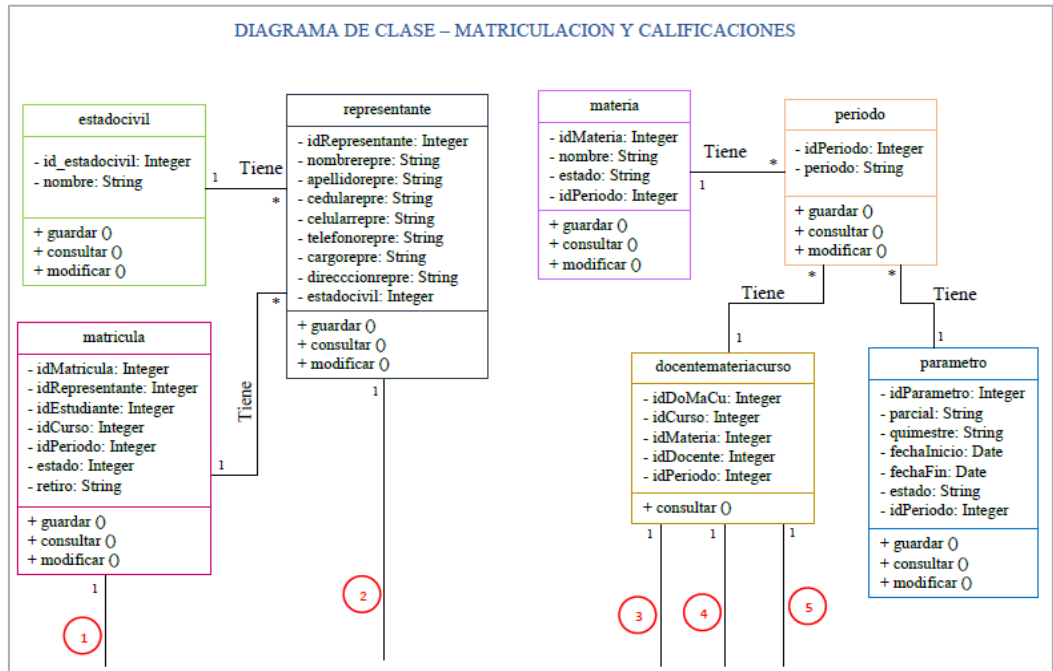 DIAGRAMA DE CLASE – MATRICULACION Y CALIFICACIONES
estadocivil
- id_estadocivil: Integer
- nombre: String
+ guardar ()
+ consultar ()
+ modificar ()
1
Tiene
*
representante
- idRepresentante: Integer
- nombrerepre: String
- apellidorepre: String
- cedularepre: String
- celularrepre: String
- telefonorepre: String
- cargorepre: String
- direcccionrepre: String
- estadocivil: Integer
+ guardar ()
+ consultar ()
+ modificar ()
1
2
matricula
- idMatricula: Integer
- idRepresentante: Integer
- idEstudiante: Integer
- idCurso: Integer
- idPeriodo: Integer
- estado: Integer
- retiro: String
+ guardar ()
+ consultar ()
+ modificar ()
1
Tiene
*
1
1
materia
- idMateria: Integer
- nombre: String
- estado: String
- idPeriodo: Integer
+ guardar ()
+ consultar ()
+ modificar ()
Tiene
1
*
periodo
- idPeriodo: Integer
- periodo: String
+ guardar ()
+ consultar ()
+ modificar ()
*
Tiene
1
*
Tiene
1
docentemateriacurso
- idDoMaCu: Integer
- idCurso: Integer
- idMateria: Integer
- idDocente: Integer
- idPeriodo: Integer
+ consultar ()
1
1
1
3
4
5
parámetro
- idParametro: Integer
- parcial: String
- quimestre: String
- fechaInicio: Date
- fechaFin: Date
- estado: String
- idPeriodo: Integer
+ guardar ()
+ consultar ()
+ modificar ()